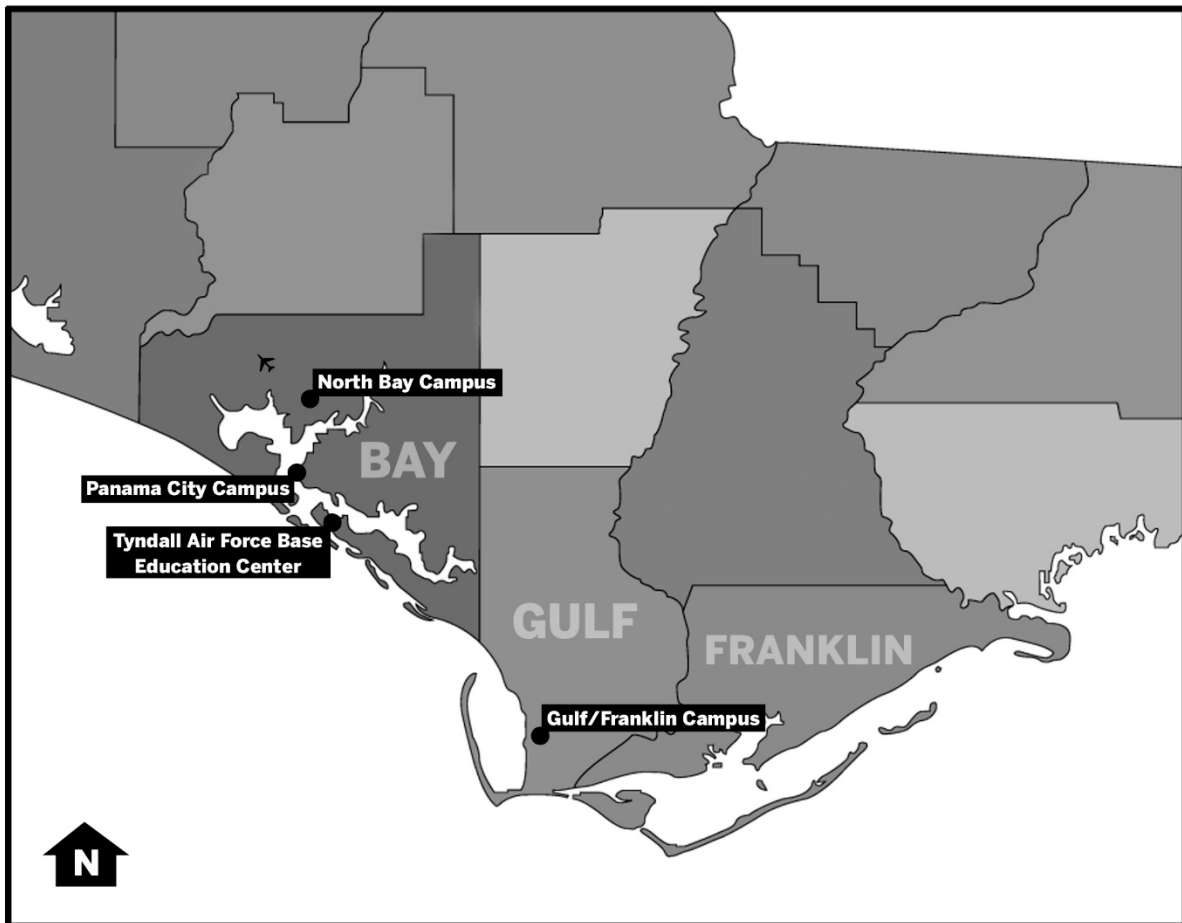 North Bay Campus
BAY
Panama City Campus
Tyndall Air Force Base
Education Center
GULF
FRANKLIN
Gulf/Franklin Campus
N